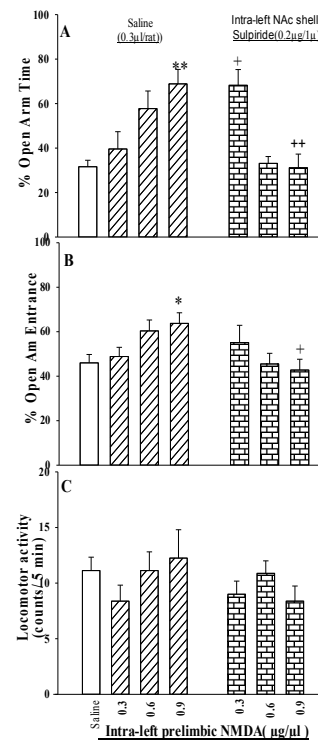 Saline
(0.3µl/rat))
Intra-left NAc shell
Sulpiride(0.2µg/1µl
A
% Open Arm Time
100
80
60
40
20
0
**
+
++
B
% Open Am Entrance
100
80
60
40
20
0
*
+
C
Locomotor activity
(counts/ 5 min)
20
15
10
5
0
Saline
0.3
0.6
0.9
0.3
0.6
0.9
Intra-left prelimbic NMDA( µg/µl )